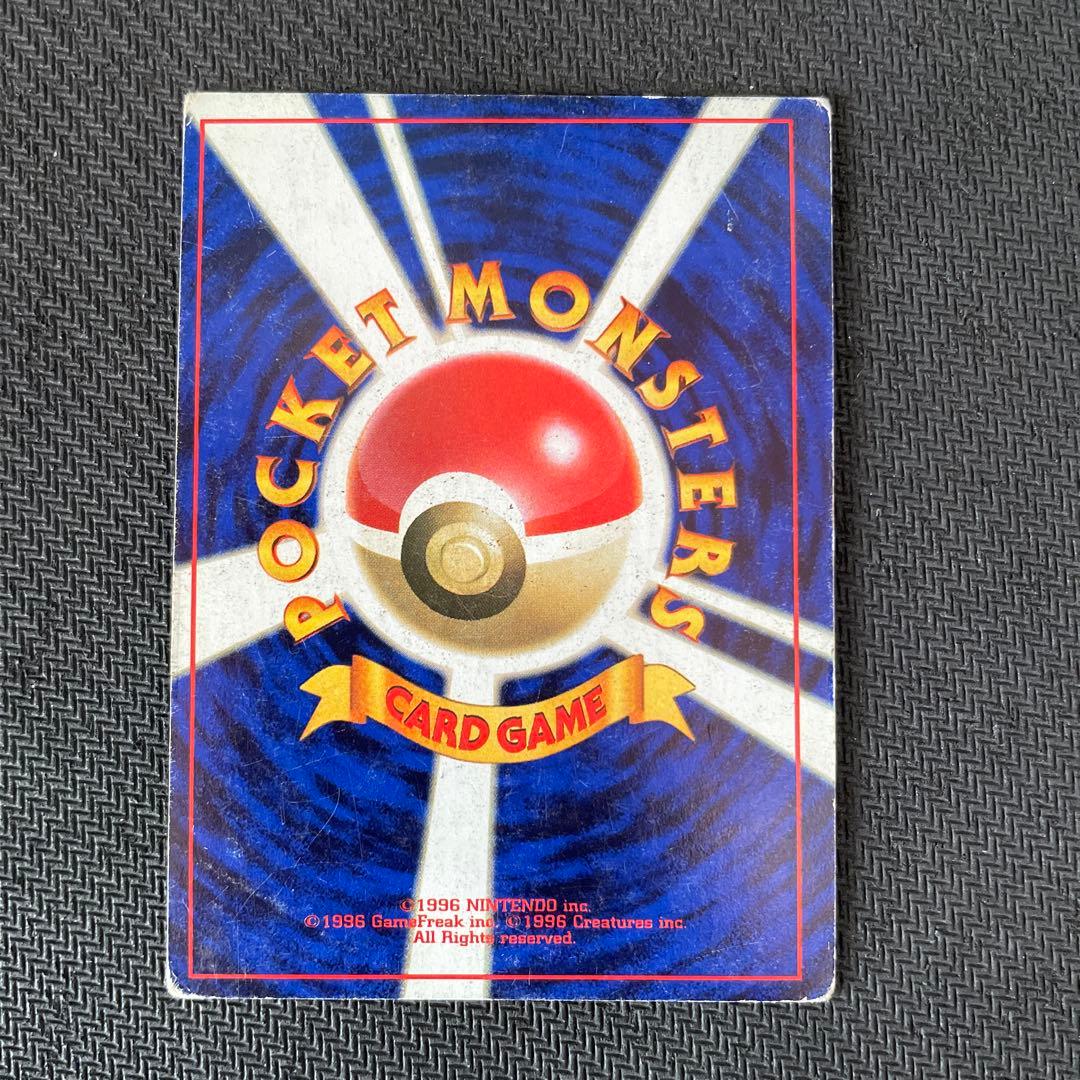 POCKET MONSTERS
CARD GAME
©1996 NINTENDO inc.
©1996 GameFreak inc. ©1996 Creatures inc.
All Rights reserved.